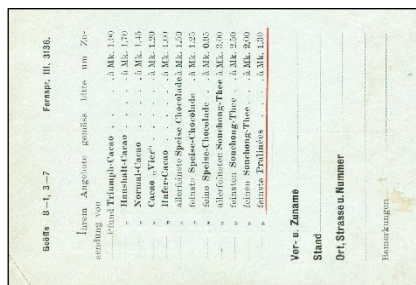 Geöffn 8—1, 3—7 Fernspr. III, 3136.
Ihrem Angebote gemäss bitte um Zu-
sendung von
Pfund Triumph-Cacao . . . à Mk. 1,90
" Haushalt-Cacao . . . à Mk. 1,70
" Normal-Cacao . . . à Mk. 1,45
" Cacao „Vier“ . . . à Mk. 1,20
" Hafer-Cacao . . . à Mk. 1,00
" allerfeinste Speise Chocolade à Mk. 1,50
" feinste Speise-Chocolade . à Mk. 1,25
" feine Speise-Chocolade . . à Mk. 0,95
" allerfeinsten Souchong-Thee à Mk. 3,00
" feinsten Souchong-Thee . . à Mk. 2,50
" feinen Souchong-Thee . . . à Mk. 2,00
" feinste Pralinées . . . à Mk. 1,30
Vor- u. Zuname
Stand
Ort, Strasse u. Nummer
Bemerkungen